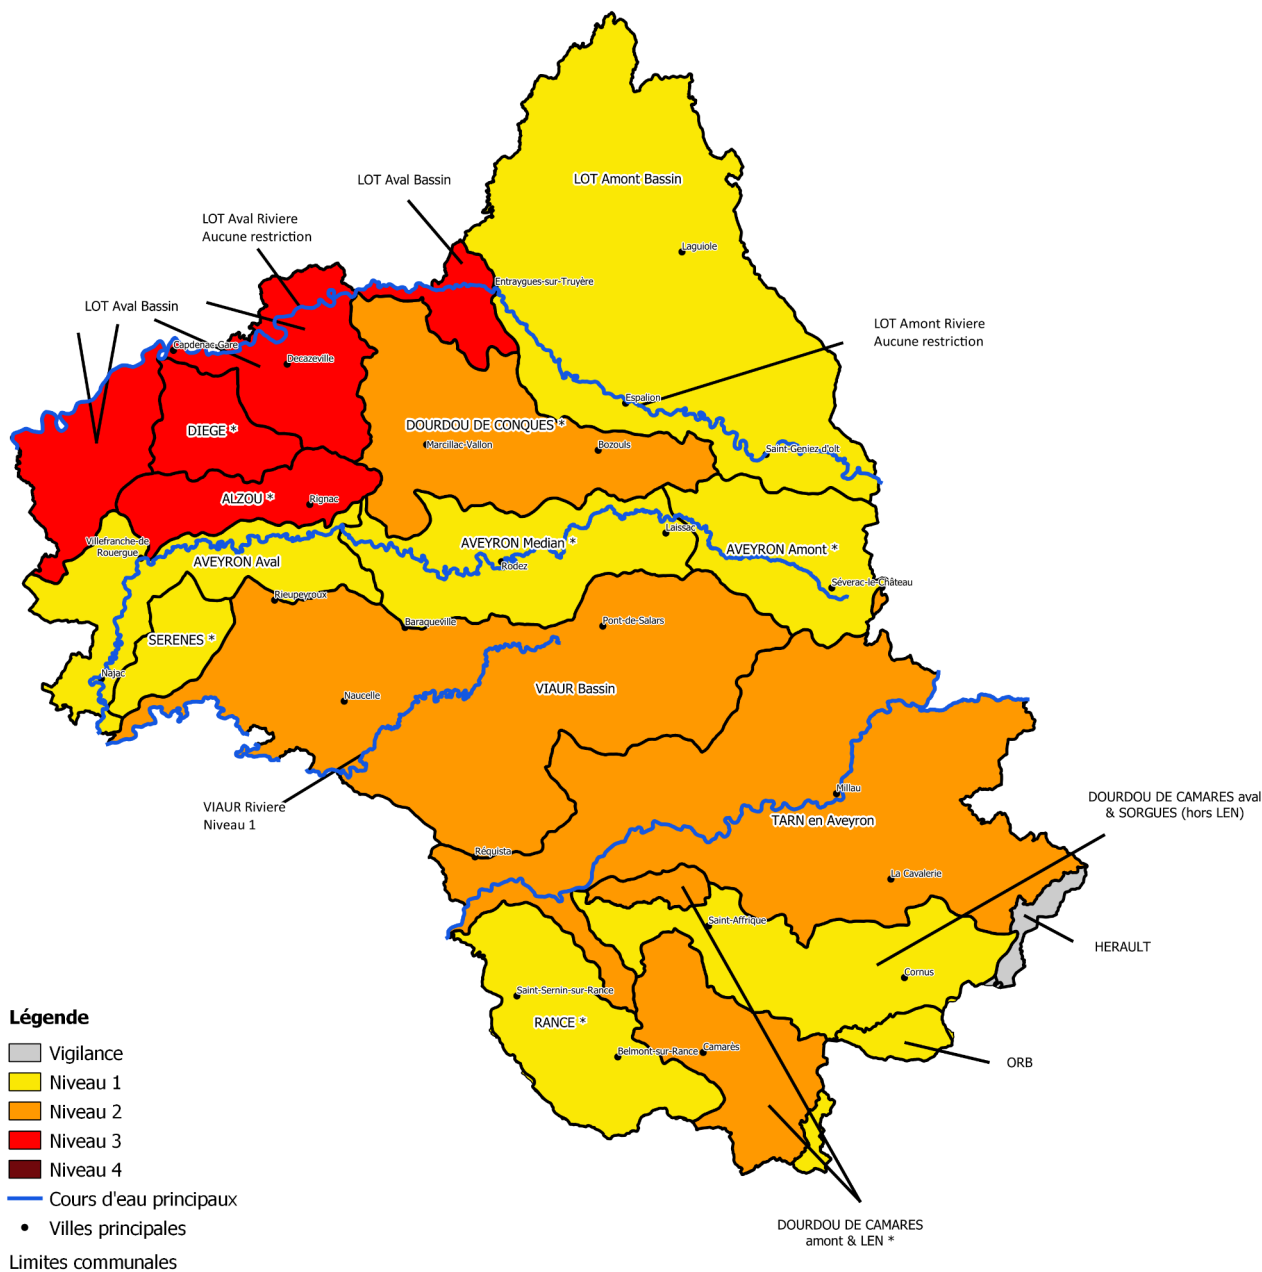 LOT Amont Bassin
LOT Aval Bassin
LOT Aval Riviere
Aucune restriction
Laguiole
Entraygues-sur-Truyère
LOT Aval Bassin
LOT Amont Riviere
Aucune restriction
Capdenac-Gare
Decazeville
Espalion
DOURDOU DE CONQUES *
DIEGE *
Marcillac-Vallon
Bozouls
Saint-Geniez-d'olt
ALZOU *
Rignac
Villefranche-de
Rouergue
Laissac
AVEYRON Median *
AVEYRON Amont *
AVEYRON Aval
Rodez
Séverac-le-Château
Rieupeyroux
Baraqueville
Pont-de-Salars
SERENES *
Najac
VIAUR Bassin
Naucelle
VIAUR Riviere
Niveau 1
Millau
DOURDOU DE CAMARES aval
& SORGUES (hors LEN)
TARN en Aveyron
Réquista
La Cavalerie
Saint-Affrique
HERAULT
Cornus
Saint-Sernin-sur-Rance
RANCE *
Belmont-sur-Rance
Camarès
ORB
DOURDOU DE CAMARES
amont & LEN *
Légende
Vigilance
Niveau 1
Niveau 2
Niveau 3
Niveau 4
Cours d'eau principaux
Villes principales
Limites communales